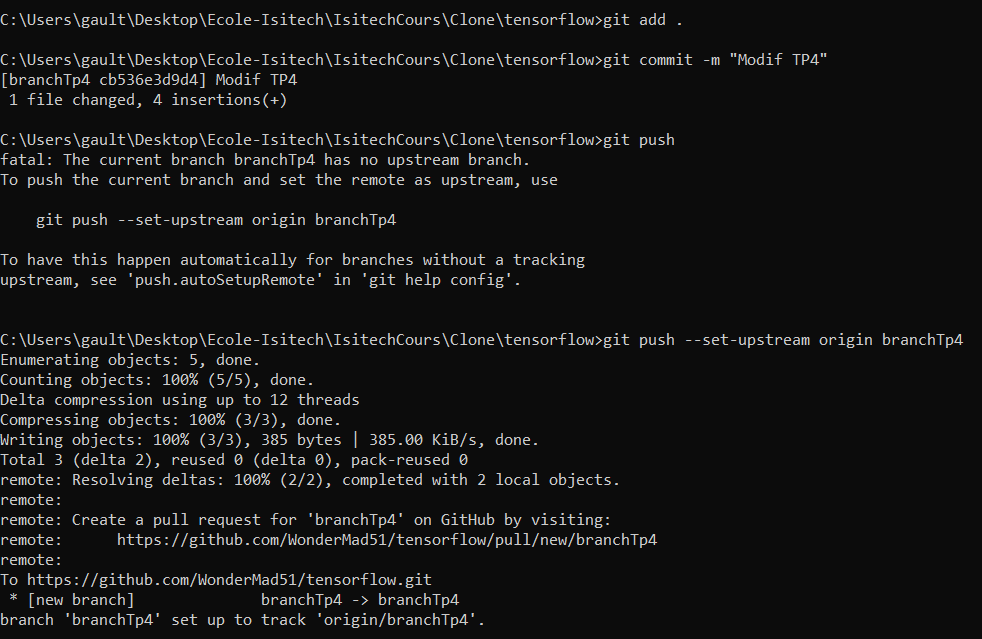 C:\Users\gault\Desktop\Ecole-Isitech\IsitechCours\Clone\tensorflow>git add .
C:\Users\gault\Desktop\Ecole-Isitech\IsitechCours\Clone\tensorflow>git commit -m "Modif TP4"
[branchTp4 cb536e3d9d4] Modif TP4
 1 file changed, 4 insertions(+)
C:\Users\gault\Desktop\Ecole-Isitech\IsitechCours\Clone\tensorflow>git push
fatal: The current branch branchTp4 has no upstream branch.
To push the current branch and set the remote as upstream, use
    git push --set-upstream origin branchTp4
To have this happen automatically for branches without a tracking
upstream, see 'push.autoSetupRemote' in 'git help config'.
C:\Users\gault\Desktop\Ecole-Isitech\IsitechCours\Clone\tensorflow>git push --set-upstream origin branchTp4
Enumerating objects: 5, done.
Counting objects: 100% (5/5), done.
Delta compression using up to 12 threads
Compressing objects: 100% (3/3), done.
Writing objects: 100% (3/3), 385 bytes | 385.00 KiB/s, done.
Total 3 (delta 2), reused 0 (delta 0), pack-reused 0
remote: Resolving deltas: 100% (2/2), completed with 2 local objects.
remote:
remote: Create a pull request for 'branchTp4' on GitHub by visiting:
remote:      https://github.com/WonderMad51/tensorflow/pull/new/branchTp4
remote:
To https://github.com/WonderMad51/tensorflow.git
 * [new branch]              branchTp4 -> branchTp4
branch 'branchTp4' set up to track 'origin/branchTp4'.